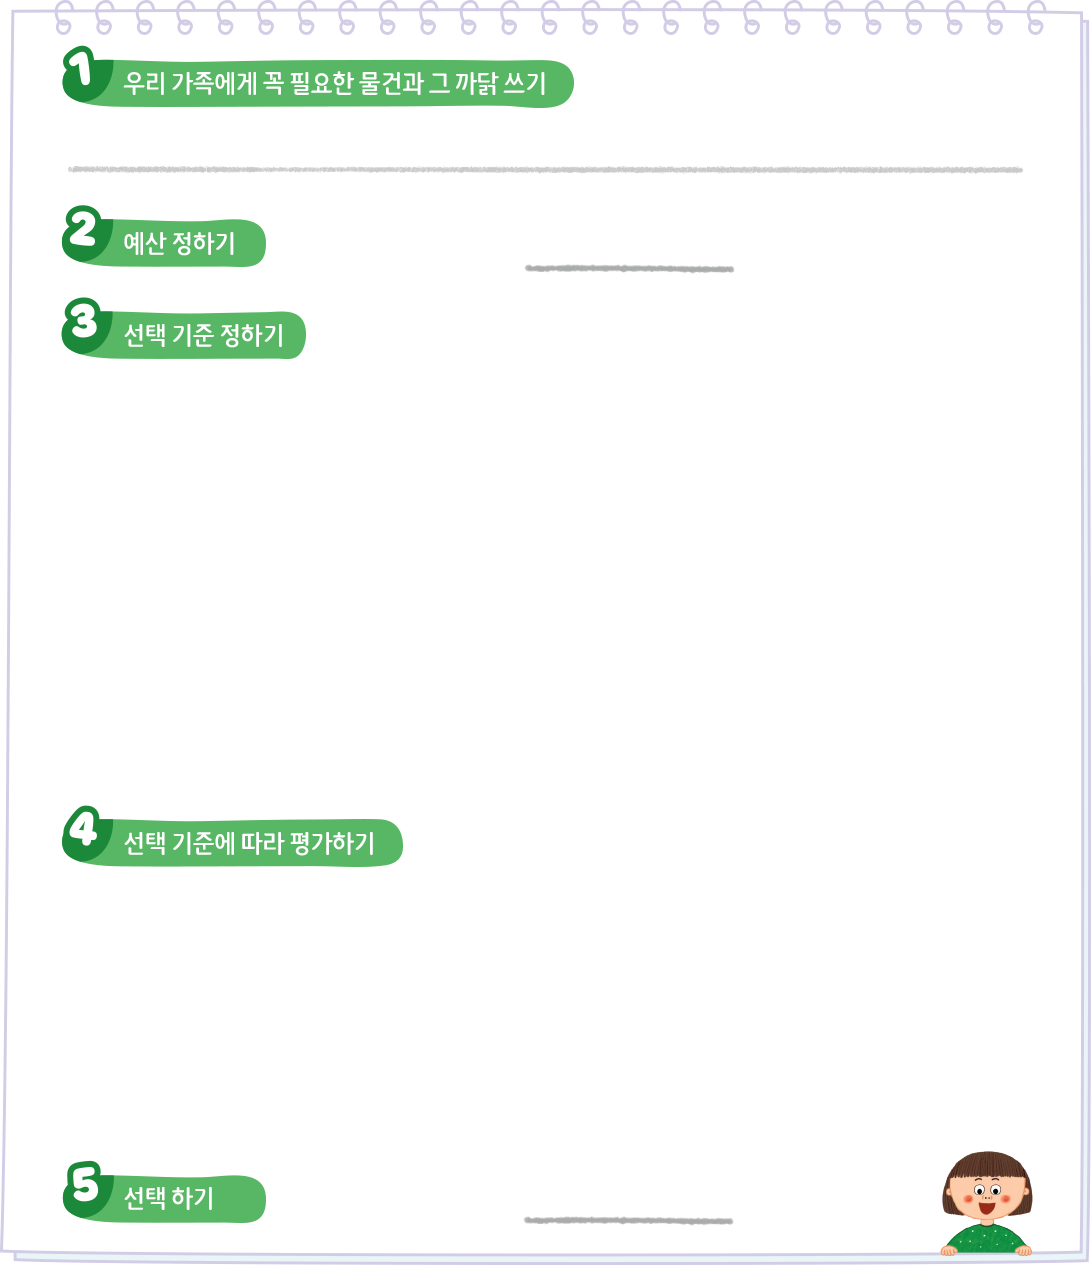 1 우리 가족에게 꼭 필요한 물건과 그 까닭 쓰기
2 예산 정하기
3 선택 기준 정하기
4 선택 기준에 따라 평가하기
5 선택 하기